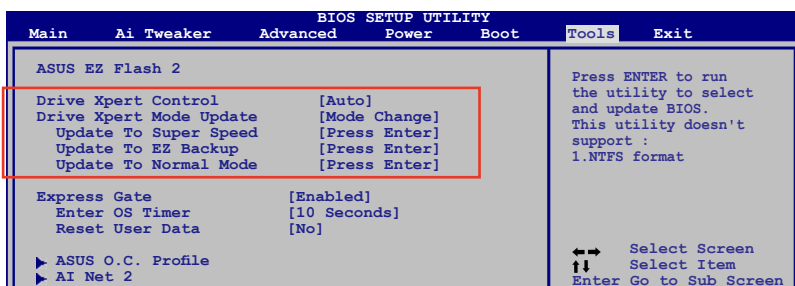 BIOS SETUP UTILITY
Main Ai Tweaker Advanced Power Boot Tools Exit
ASUS EZ Flash 2
Drive Xpert Control [Auto]
Drive Xpert Mode Update [Mode Change]
Update To Super Speed [Press Enter]
Update To EZ Backup [Press Enter]
Update To Normal Mode [Press Enter]
Express Gate [Enabled]
Enter OS Timer [10 Seconds]
Reset User Data [No]
ASUS O.C. Profile
AI Net 2
Press ENTER to run
the utility to select
and update BIOS.
This utility doesn't
support :
1.NTFS format
Select Screen
Select Item
Enter Go to Sub Screen